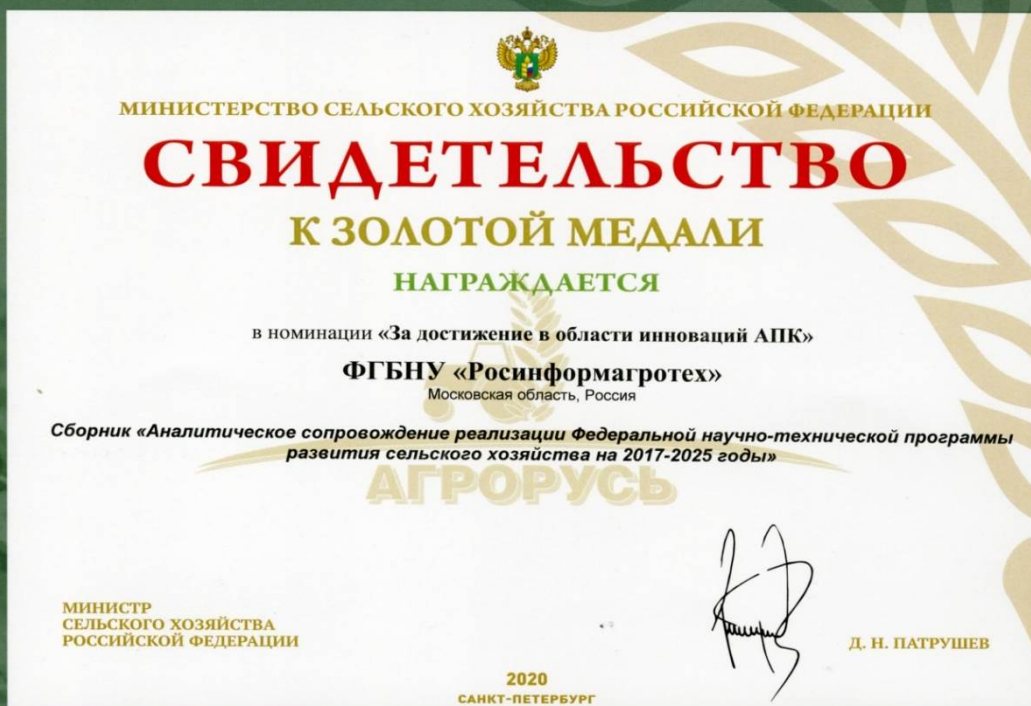 МИНИСТЕРСТВО СЕЛЬСКОГО ХОЗЯЙСТВА РОССИЙСКОЙ ФЕДЕРАЦИИ
СВИДЕТЕЛЬСТВО
К ЗОЛОТОЙ МЕДАЛИ
НАГРАЖДАЕТСЯ
в номинации «За достижение в области инноваций АПК»
ФГБНУ «Росинформагротех»
Московская область, Россия
Сборник «Аналитическое сопровождение реализации Федеральной научно-технической программы
развития сельского хозяйства на 2017-2025 годы»
АГРОРУСЬ
МИНИСТР
СЕЛЬСКОГО ХОЗЯЙСТВА
РОССИЙСКОЙ ФЕДЕРАЦИИ
Д. Н. ПАТРУШЕВ
2020
САНКТ-ПЕТЕРБУРГ